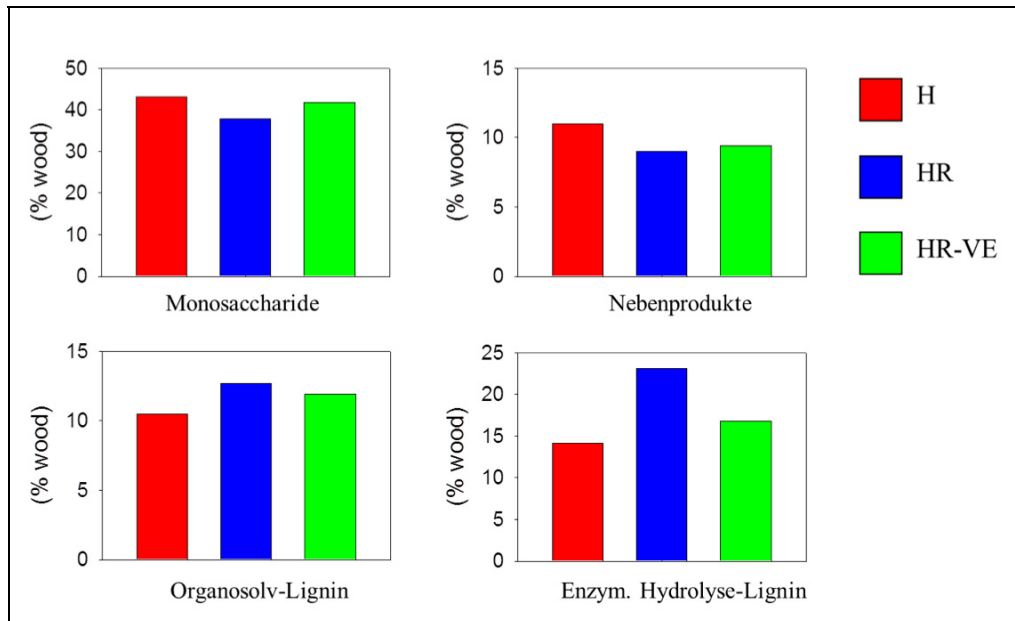 50
40
30
20
10
0
(% wood)
Monosaccharide
15
10
5
0
(% wood)
Nebenprodukte
H
HR
HR-VE
15
10
5
0
(% wood)
Organosolv-Lignin
25
20
15
10
5
0
(% wood)
Enzym. Hydrolyse-Lignin